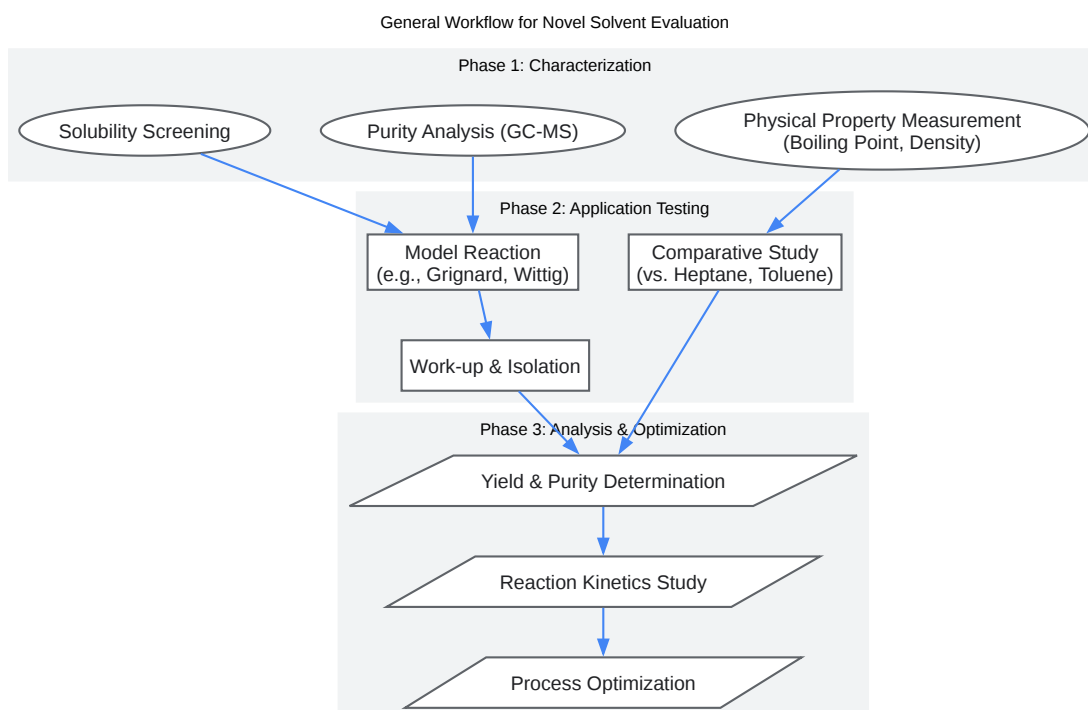 General Workflow for Novel Solvent Evaluation
Phase 1: Characterization
Solubility Screening
Purity Analysis (GC-MS)
Physical Property Measurement
(Boiling Point, Density)
Phase 2: Application Testing
Model Reaction
(e.g., Grignard, Wittig)
Comparative Study
(vs. Heptane, Toluene)
Work-up & Isolation
Phase 3: Analysis & Optimization
Yield & Purity Determination
Reaction Kinetics Study
Process Optimization